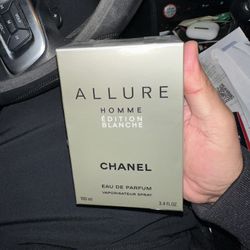 ALLURE
HOMME
ÉDITION
BLANCHE
CHANEL
EAU DE PARFUM
VAPORISATEUR SPRAY
100 ml
3.4 FL.OZ